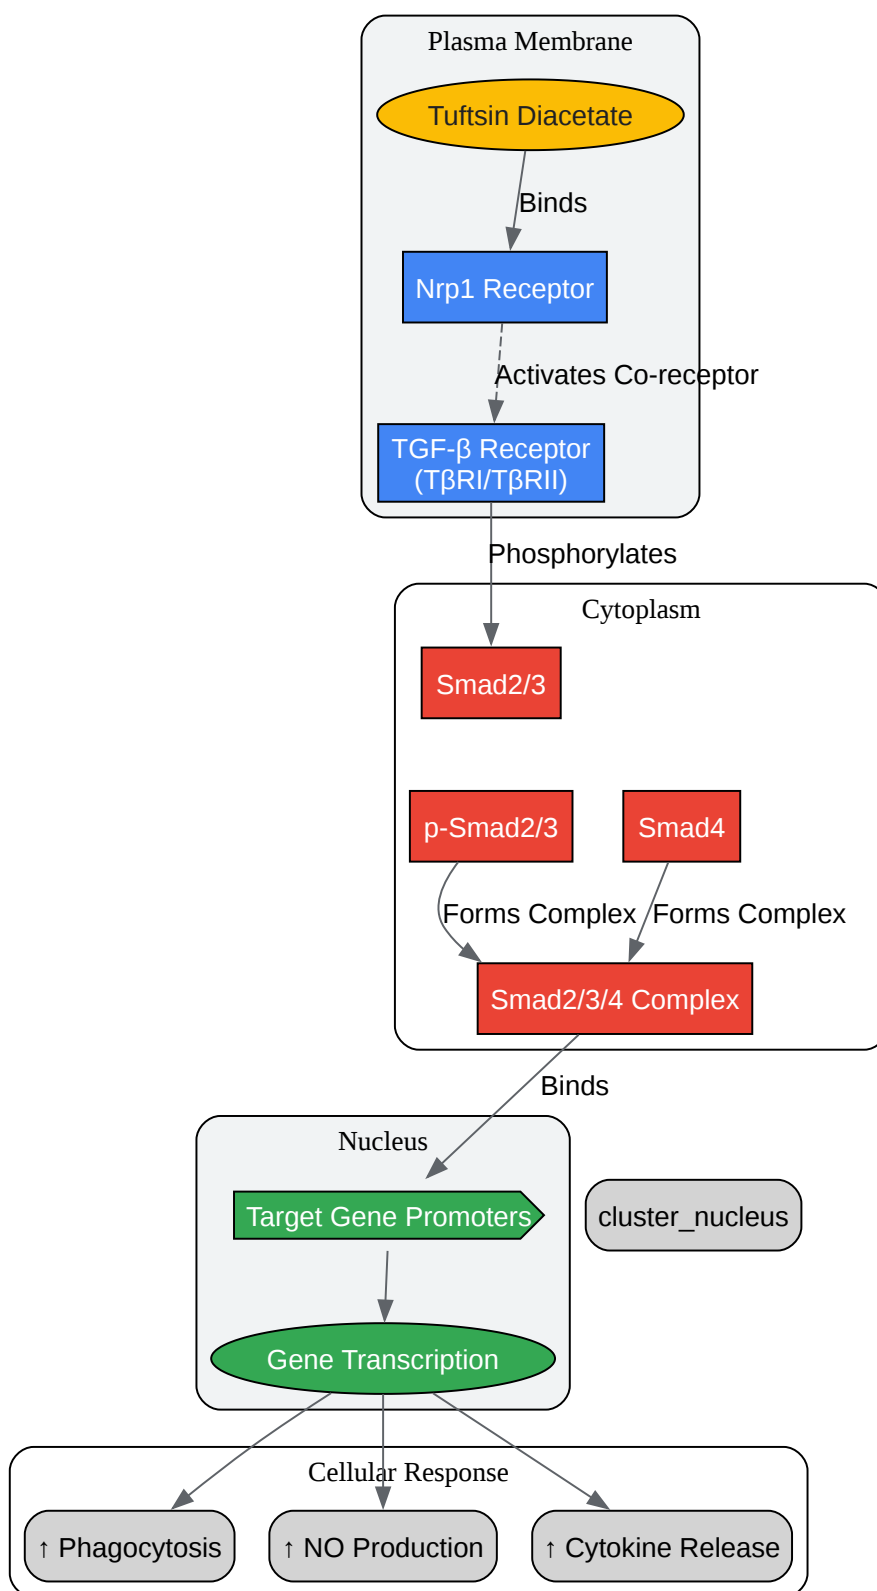 Plasma Membrane
Tuftsin Diacetate
Binds
Nrp1 Receptor
Activates Co-receptor
TGF-β Receptor
(TβRI/TβRII)
Phosphorylates
Cytoplasm
Smad2/3
p-Smad2/3
Smad4
Forms Complex
Forms Complex
Smad2/3/4 Complex
Binds
Nucleus
Target Gene Promoters
cluster_nucleus
Gene Transcription
Cellular Response
↑ Phagocytosis
↑ NO Production
↑ Cytokine Release